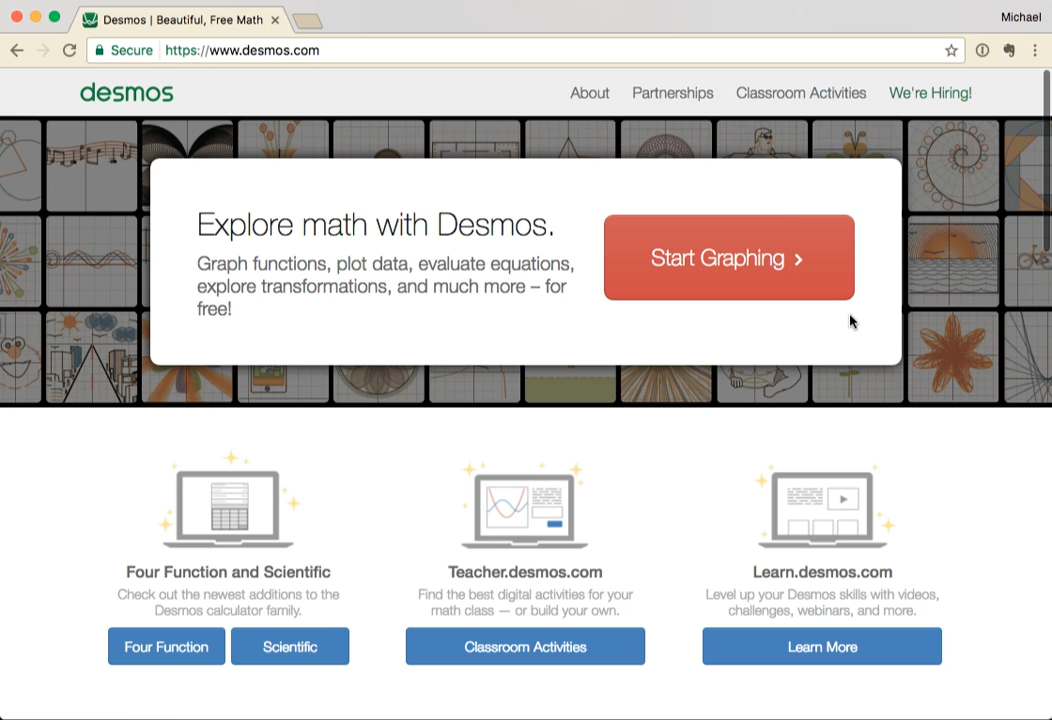 Desmos | Beautiful, Free Math
Michael
Secure https://www.desmos.com
desmos
About Partnerships Classroom Activities We're Hiring!
Explore math with Desmos.
Graph functions, plot data, evaluate equations,
explore transformations, and much more – for
free!
Start Graphing
Four Function and Scientific
Check out the newest additions to the
Desmos calculator family.
Four Function Scientific
Teacher.desmos.com
Find the best digital activities for your
math class — or build your own.
Classroom Activities
Learn.desmos.com
Level up your Desmos skills with videos,
challenges, webinars, and more.
Learn More